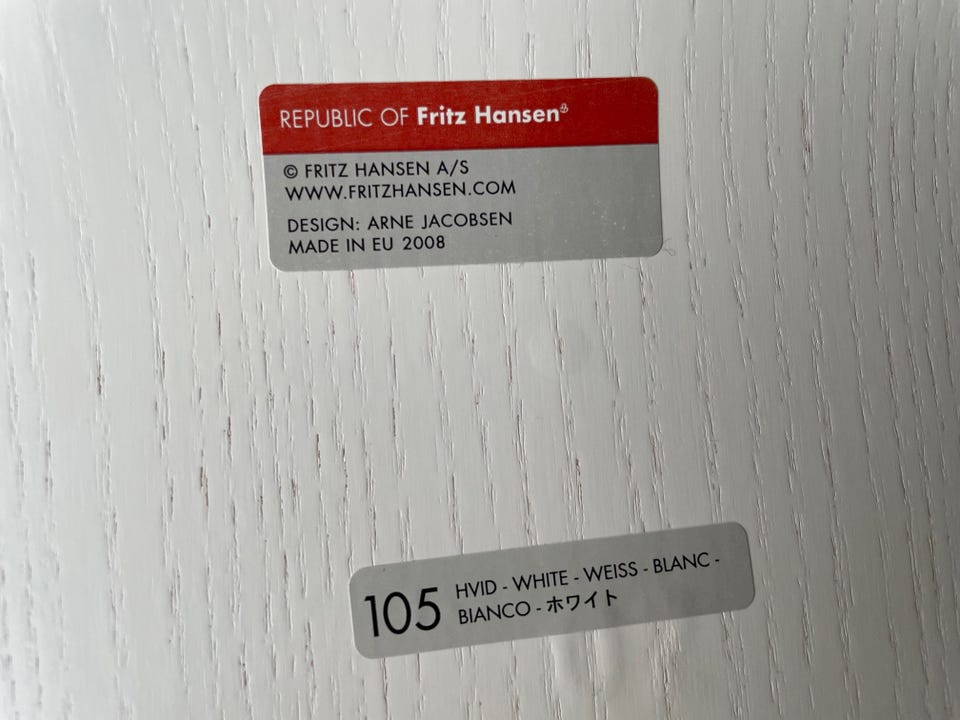 REPUBLIC OF Fritz Hansen
© FRITZ HANSEN A/S
WWW.FRITZHANSEN.COM
DESIGN: ARNE JACOBSEN
MADE IN EU 2008
105 HVID - WHITE - WEISS - BLANC -
BIANCO - ホワイト